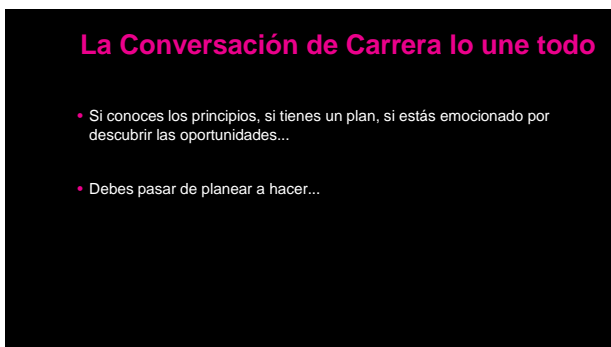 La Conversación de Carrera lo une todo
• Si conoces los principios, si tienes un plan, si estás emocionado por
descubrir las oportunidades...
• Debes pasar de planear a hacer...